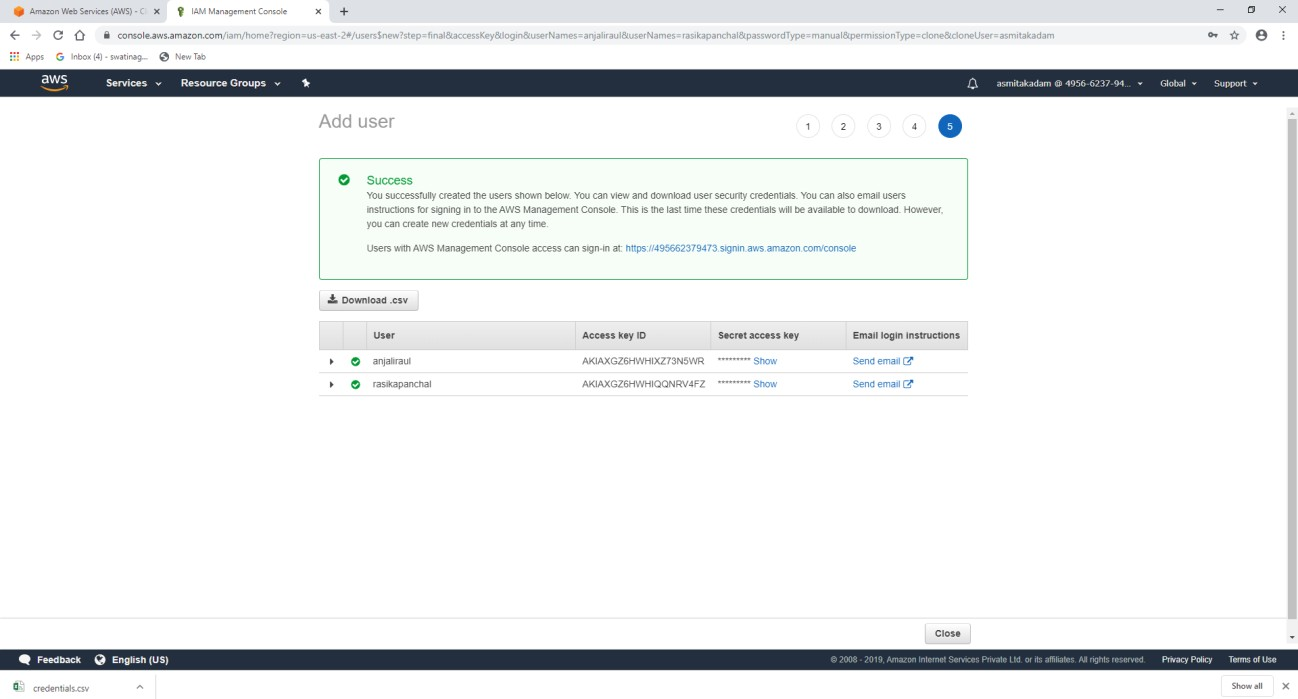 Amazon Web Services (AWS) - Cl
IAM Management Console
console.aws.amazon.com/iam/home?region=us-east-2#/users$new?step=final&accessKey&login&userNames=anjaliraul&userNames=rasikapanchal&passwordType=manual&permissionType=clone&cloneUser=asmitakadam
Apps Inbox (4) - swatinag... New Tab
aws Services Resource Groups asmitakadam @ 4956-6237-94... Global Support
Add user
1 2 3 4 5
Success
You successfully created the users shown below. You can view and download user security credentials. You can also email users
instructions for signing in to the AWS Management Console. This is the last time these credentials will be available to download. However,
you can create new credentials at any time.
Users with AWS Management Console access can sign-in at: https://495662379473.signin.aws.amazon.com/console
Download .csv
User Access key ID Secret access key Email login instructions
anjaliraul AKIAXGZ6HWHIXZ73N5WR ********* Show Send email
rasikapanchal AKIAXGZ6HWHIQQNRV4FZ ********* Show Send email
Close
Feedback English (US) © 2008 - 2019, Amazon Internet Services Private Ltd. or its affiliates. All rights reserved. Privacy Policy Terms of Use
credentials.csv Show all